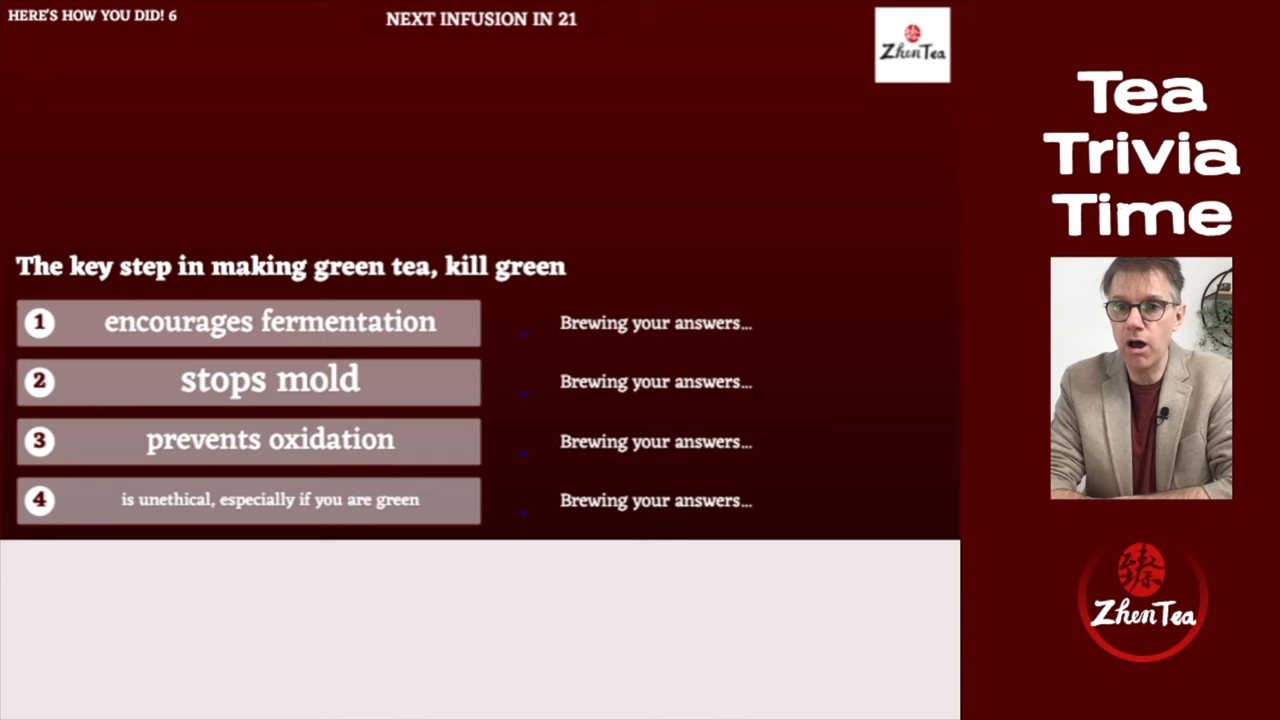 HERE'S HOW YOU DID! 6
NEXT INFUSION IN 21
ZhenTea
Tea
Trivia
Time
The key step in making green tea, kill green
1 encourages fermentation Brewing your answers...
2 stops mold Brewing your answers...
3 prevents oxidation Brewing your answers...
4 is unethical, especially if you are green Brewing your answers...
臻
ZhenTea